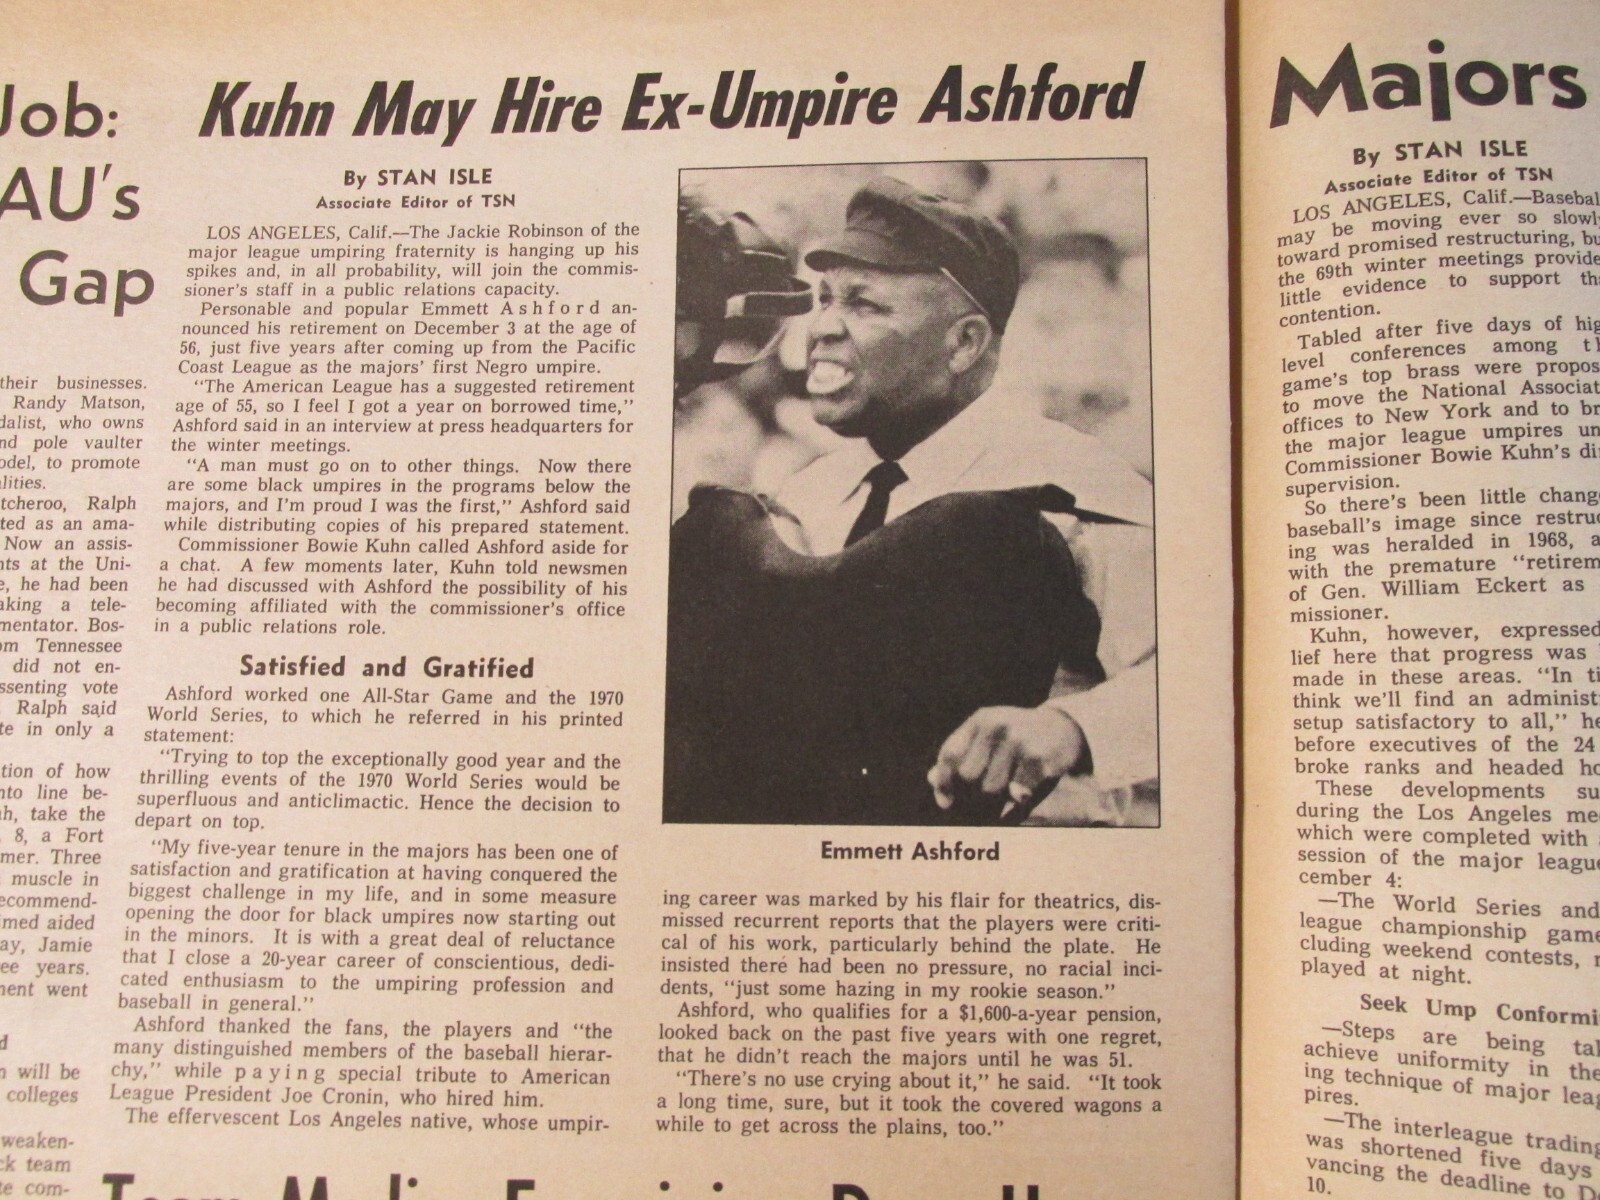 Job:
AU's
Gap
their businesses.
Randy Matson,
dalist, who owns
nd pole vaulter
odel, to promote
lities.
tcheroo, Ralph
ted as an ama-
Now an assis-
nts at the Uni-
e, he had been
aking a tele-
mentator. Bos-
om Tennessee
did not en-
ssenting vote
Ralph said
te in only a
tion of how
nto line be-
ah, take the
8, a Fort
mer. Three
muscle in
ecommend-
imed aided
ay, Jamie
ee years.
ment went
d
n will be
colleges
weaken-
ck team
te com-
Kuhn May Hire Ex-Umpire Ashford
By STAN ISLE
Associate Editor of TSN
LOS ANGELES, Calif.—The Jackie Robinson of the
major league umpiring fraternity is hanging up his
spikes and, in all probability, will join the commis-
sioner's staff in a public relations capacity.
Personable and popular Emmett Ashford an-
nounced his retirement on December 3 at the age of
56, just five years after coming up from the Pacific
Coast League as the majors' first Negro umpire.
"The American League has a suggested retirement
age of 55, so I feel I got a year on borrowed time,"
Ashford said in an interview at press headquarters for
the winter meetings.
"A man must go on to other things. Now there
are some black umpires in the programs below the
majors, and I'm proud I was the first," Ashford said
while distributing copies of his prepared statement.
Commissioner Bowie Kuhn called Ashford aside for
a chat. A few moments later, Kuhn told newsmen
he had discussed with Ashford the possibility of his
becoming affiliated with the commissioner's office
in a public relations role.
Satisfied and Gratified
Ashford worked one All-Star Game and the 1970
World Series, to which he referred in his printed
statement:
"Trying to top the exceptionally good year and the
thrilling events of the 1970 World Series would be
superfluous and anticlimactic. Hence the decision to
depart on top.
"My five-year tenure in the majors has been one of
satisfaction and gratification at having conquered the
biggest challenge in my life, and in some measure
opening the door for black umpires now starting out
in the minors. It is with a great deal of reluctance
that I close a 20-year career of conscientious, dedi-
cated enthusiasm to the umpiring profession and
baseball in general."
Ashford thanked the fans, the players and "the
many distinguished members of the baseball hierar-
chy," while paying special tribute to American
League President Joe Cronin, who hired him.
The effervescent Los Angeles native, whose umpir-
Emmett Ashford
ing career was marked by his flair for theatrics, dis-
missed recurrent reports that the players were criti-
cal of his work, particularly behind the plate. He
insisted there had been no pressure, no racial inci-
dents, "just some hazing in my rookie season."
Ashford, who qualifies for a $1,600-a-year pension,
looked back on the past five years with one regret,
that he didn't reach the majors until he was 51.
"There's no use crying about it," he said. "It took
a long time, sure, but it took the covered wagons a
while to get across the plains, too."
Majors
By STAN ISLE
Associate Editor of TSN
LOS ANGELES, Calif.—Basebal
may be moving ever so slowl
toward promised restructuring, bu
the 69th winter meetings provide
little evidence to support th
contention.
Tabled after five days of hig
level conferences among t
game's top brass were propos
to move the National Associat
offices to New York and to br
the major league umpires un
Commissioner Bowie Kuhn's di
supervision.
So there's been little chang
baseball's image since restruc
ing was heralded in 1968, a
with the premature "retirem
of Gen. William Eckert as
missioner.
Kuhn, however, expressed
lief here that progress was
made in these areas. "In ti
think we'll find an administ
setup satisfactory to all," he
before executives of the 24
broke ranks and headed ho
These developments su
during the Los Angeles mee
which were completed with
session of the major league
cember 4:
—The World Series and
league championship game
cluding weekend contests,
played at night.
Seek Ump Conformi
—Steps are being tak
achieve uniformity in the
ing technique of major leag
pires.
—The interleague trading
was shortened five days
vancing the deadline to D
10.